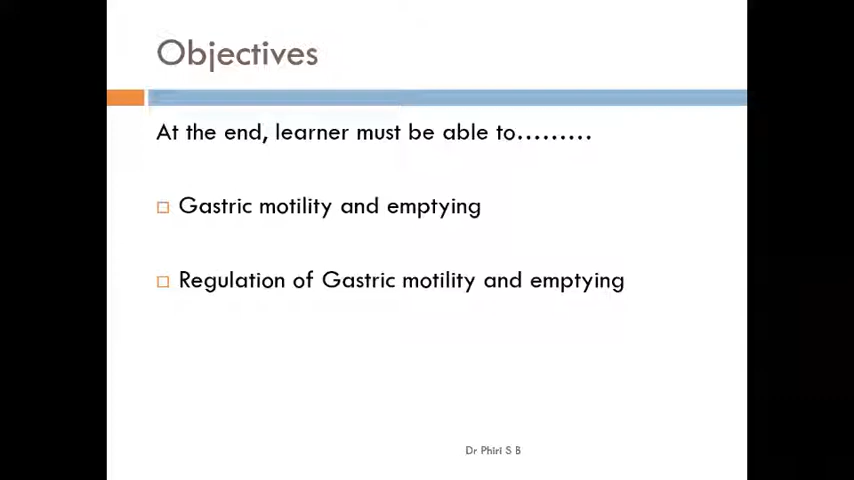 Objectives
At the end, learner must be able to.........
Gastric motility and emptying
Regulation of Gastric motility and emptying
Dr Phiri S B